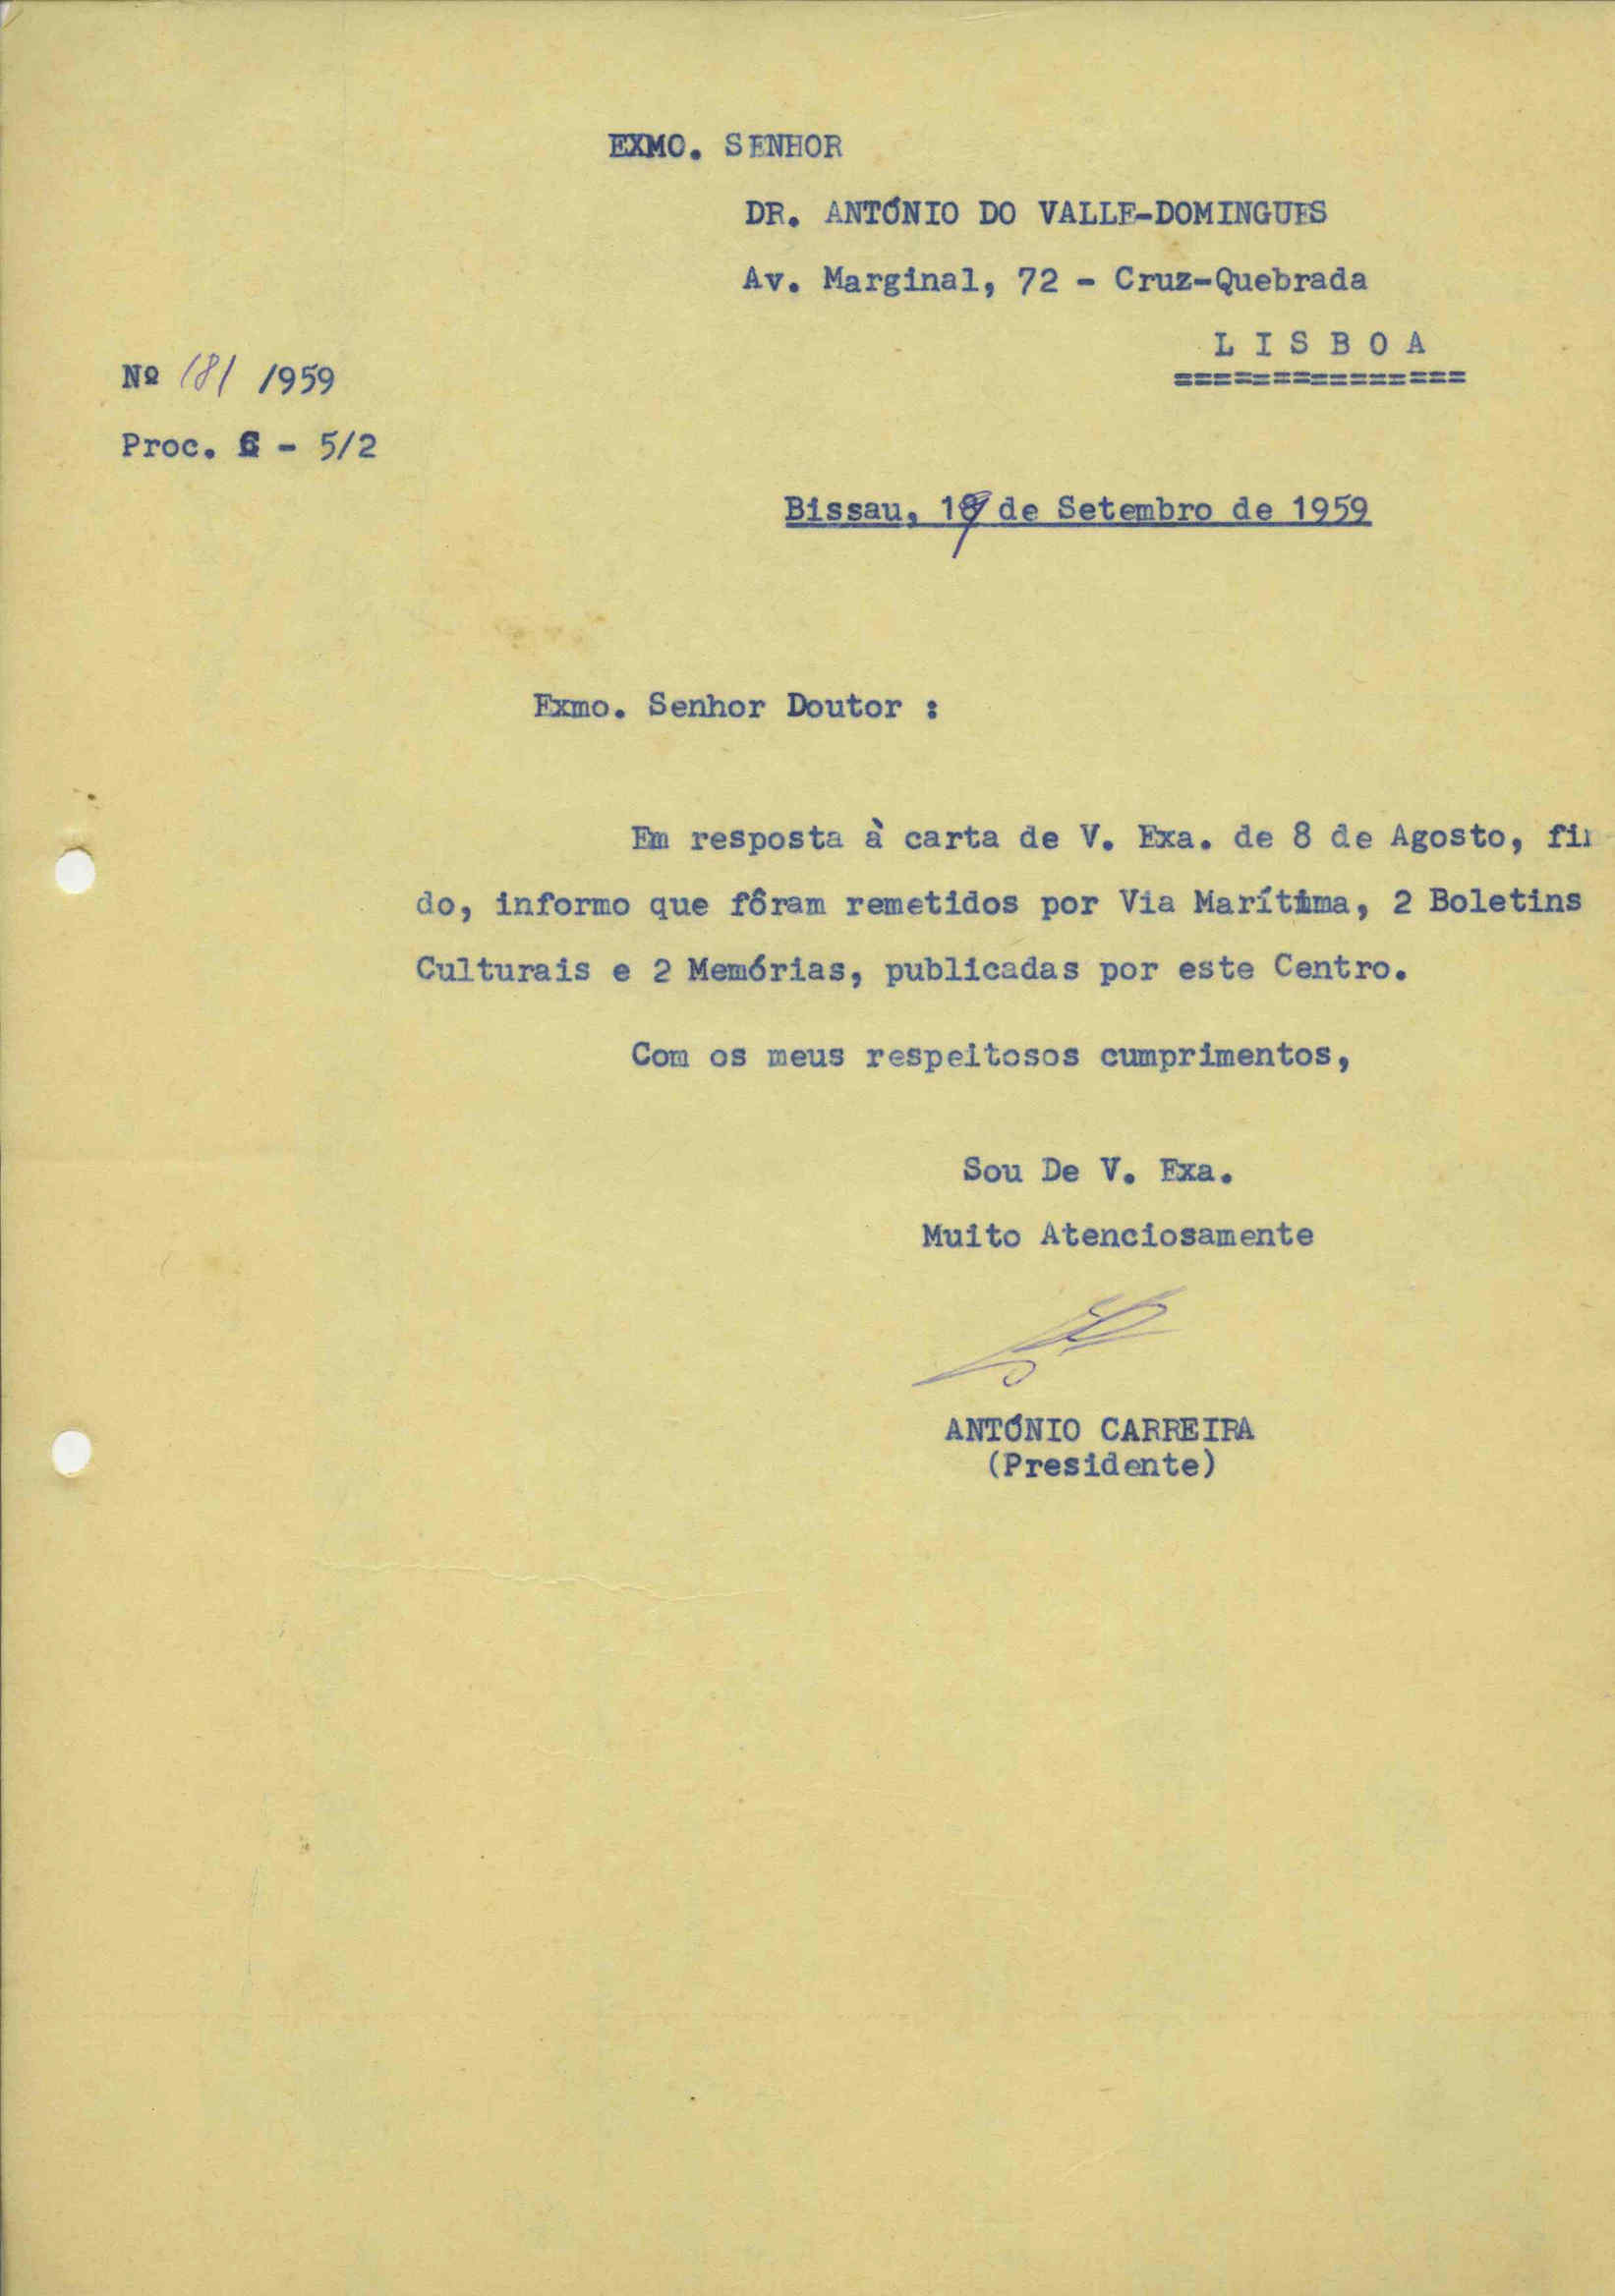 EXMO. SENHOR
DR. ANTÓNIO DO VALLE-DOMINGUES
Av. Marginal, 72 - Cruz-Quebrada
L I S B O A
===============
Nº 181 /1959
Proc. 6 - 5/2
Bissau, 19 de Setembro de 1959
Exmo. Senhor Doutor :
Em resposta à carta de V. Exa. de 8 de Agosto, fin
do, informo que fôram remetidos por Via Marítima, 2 Boletins
Culturais e 2 Memórias, publicadas por este Centro.
Com os meus respeitosos cumprimentos,
Sou De V. Exa.
Muito Atenciosamente
ANTÓNIO CARREIRA
(Presidente)